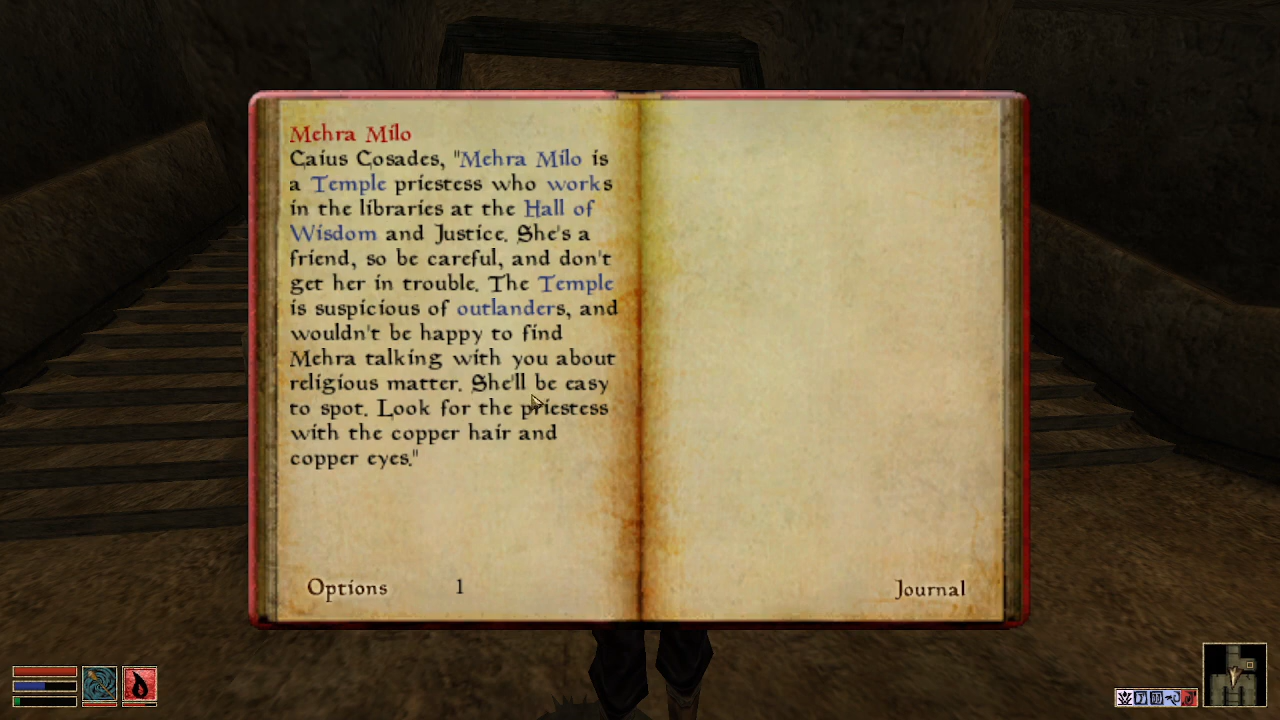 Mehra Milo
Caius Cosades, "Mehra Milo is
a Temple priestess who works
in the libraries at the Hall of
Wisdom and Justice. She's a
friend, so be careful, and don't
get her in trouble. The Temple
is suspicious of outlanders, and
wouldn't be happy to find
Mehra talking with you about
religious matter. She'll be easy
to spot. Look for the priestess
with the copper hair and
copper eyes."
Options 1
Journal